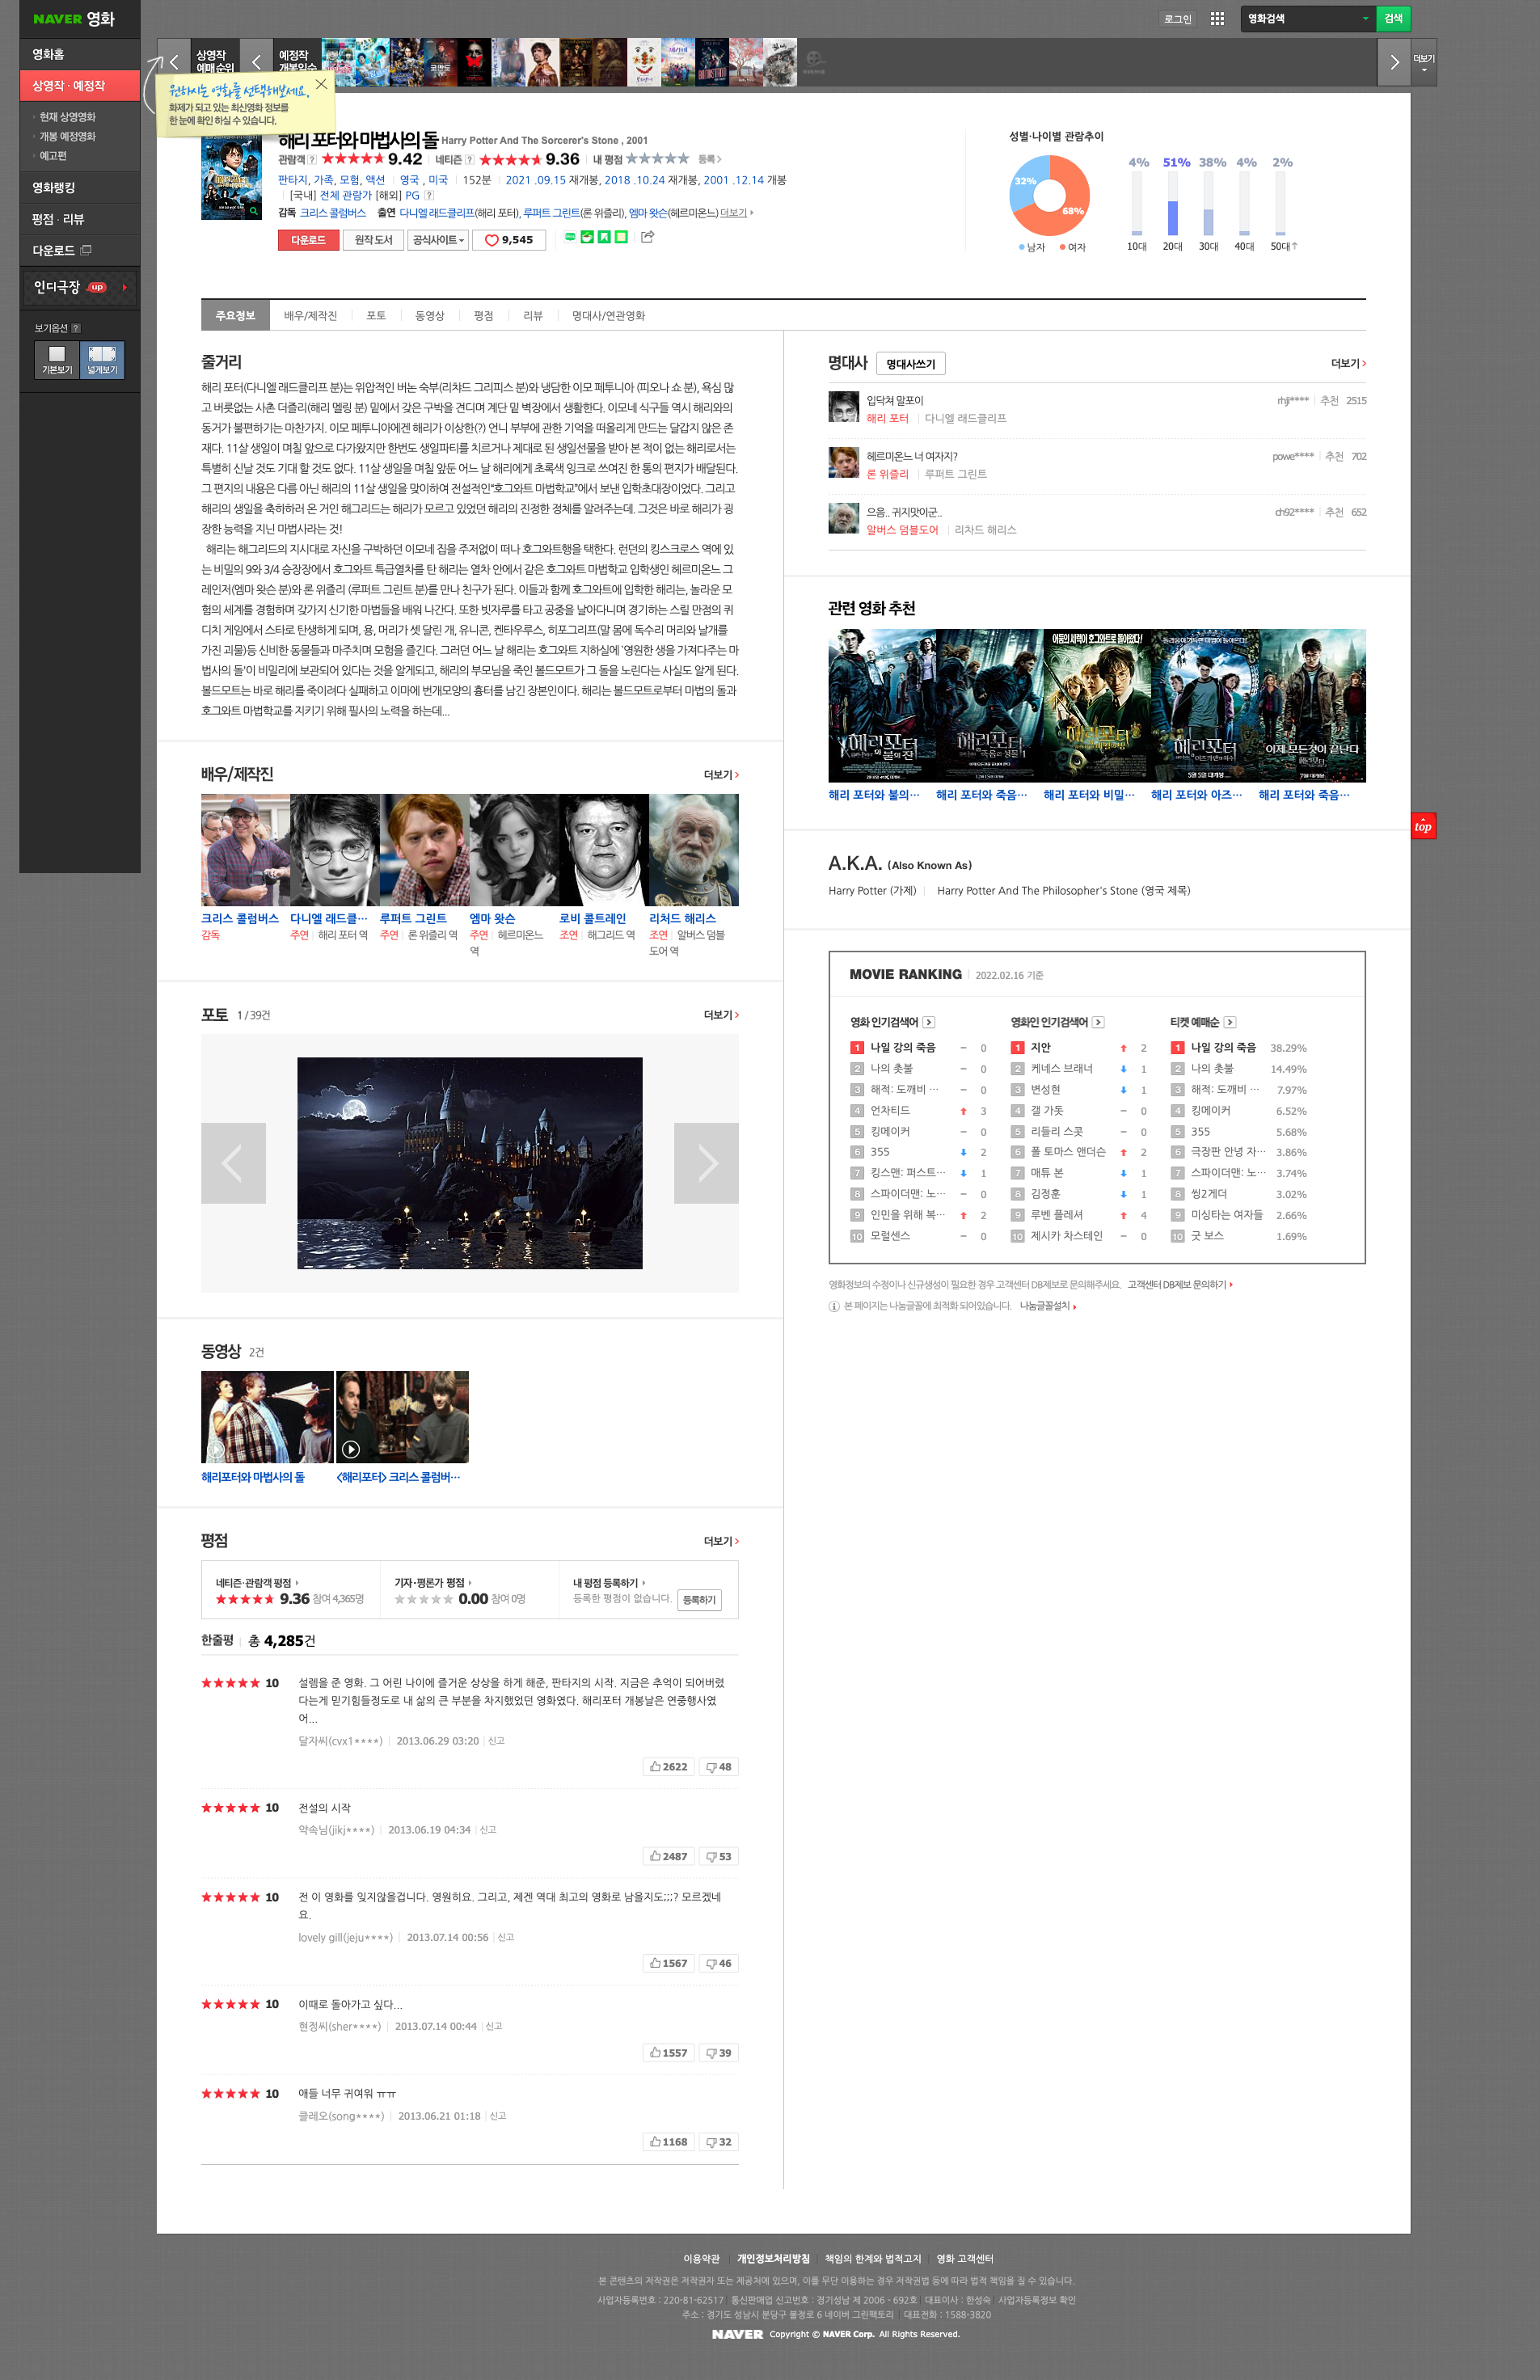 NAVER 영화
로그인
영화검색
검색
영화홈
상영작 · 예정작
현재 상영영화
개봉 예정영화
예고편
영화랭킹
평점 · 리뷰
다운로드
인디극장 up
보기옵션 ?
기본보기
넓게보기
상영작
예매순위
예정작
개봉일순
더보기
원하시는 영화를 선택해보세요.
화제가 되고 있는 최신영화 정보를
한 눈에 확인 하실 수 있습니다.
해리 포터와 마법사의 돌 Harry Potter And The Sorcerer's Stone , 2001
관람객 ? 9.42 네티즌 ? 9.36 내 평점 등록
판타지, 가족, 모험, 액션 영국 , 미국 152분 2021 .09.15 재개봉, 2018 .10.24 재개봉, 2001 .12.14 개봉
[국내] 전체 관람가 [해외] PG ?
감독 크리스 콜럼버스 출연 다니엘 래드클리프(해리 포터), 루퍼트 그린트(론 위즐리), 엠마 왓슨(헤르미온느) 더보기
다운로드 원작 도서 공식사이트 9,545
성별·나이별 관람추이
32%
68%
남자 여자
4% 51% 38% 4% 2%
10대 20대 30대 40대 50대↑
주요정보 배우/제작진 포토 동영상 평점 리뷰 명대사/연관영화
줄거리
해리 포터(다니엘 래드클리프 분)는 위압적인 버논 숙부(리챠드 그리피스 분)와 냉담한 이모 페투니아 (피오나 쇼 분), 욕심 많
고 버릇없는 사촌 더즐리(해리 멜링 분) 밑에서 갖은 구박을 견디며 계단 밑 벽장에서 생활한다. 이모네 식구들 역시 해리와의
동거가 불편하기는 마찬가지. 이모 페투니아에겐 해리가 이상한(?) 언니 부부에 관한 기억을 떠올리게 만드는 달갑지 않은 존
재다. 11살 생일이 며칠 앞으로 다가왔지만 한번도 생일파티를 치르거나 제대로 된 생일선물을 받아 본 적이 없는 해리로서는
특별히 신날 것도 기대 할 것도 없다. 11살 생일을 며칠 앞둔 어느 날 해리에게 초록색 잉크로 쓰여진 한 통의 편지가 배달된다.
그 편지의 내용은 다름 아닌 해리의 11살 생일을 맞이하여 전설적인“호그와트 마법학교”에서 보낸 입학초대장이었다. 그리고
해리의 생일을 축하하러 온 거인 해그리드는 해리가 모르고 있었던 해리의 진정한 정체를 알려주는데, 그것은 바로 해리가 굉
장한 능력을 지닌 마법사라는 것!
해리는 해그리드의 지시대로 자신을 구박하던 이모네 집을 주저없이 떠나 호그와트행을 택한다. 런던의 킹스크로스 역에 있
는 비밀의 9와 3/4 승장장에서 호그와트 특급열차를 탄 해리는 열차 안에서 같은 호그와트 마법학교 입학생인 헤르미온느 그
레인저(엠마 왓슨 분)와 론 위즐리 (루퍼트 그린트 분)를 만나 친구가 된다. 이들과 함께 호그와트에 입학한 해리는, 놀라운 모
험의 세계를 경험하며 갖가지 신기한 마법들을 배워 나간다. 또한 빗자루를 타고 공중을 날아다니며 경기하는 스릴 만점의 퀴
디치 게임에서 스타로 탄생하게 되며, 용, 머리가 셋 달린 개, 유니콘, 켄타우루스, 히포그리프(말 몸에 독수리 머리와 날개를
가진 괴물)등 신비한 동물들과 마주치며 모험을 즐긴다. 그러던 어느 날 해리는 호그와트 지하실에 '영원한 생을 가져다주는 마
법사의 돌'이 비밀리에 보관되어 있다는 것을 알게되고, 해리의 부모님을 죽인 볼드모트가 그 돌을 노린다는 사실도 알게 된다.
볼드모트는 바로 해리를 죽이려다 실패하고 이마에 번개모양의 흉터를 남긴 장본인이다. 해리는 볼드모트로부터 마법의 돌과
호그와트 마법학교를 지키기 위해 필사의 노력을 하는데...
배우/제작진 더보기
크리스 콜럼버스 다니엘 래드클… 루퍼트 그린트 엠마 왓슨 로비 콜트레인 리처드 해리스
감독 주연 해리 포터 역 주연 론 위즐리 역 주연 헤르미온느 조연 해그리드 역 조연 알버스 덤블
역 도어 역
포토 1 / 39건 더보기
동영상 2건
해리포터와 마법사의 돌 <해리포터> 크리스 콜럼버…
평점 더보기
네티즌·관람객 평점 기자·평론가 평점 내 평점 등록하기
9.36 참여 4,365명 0.00 참여 0명 등록한 평점이 없습니다. 등록하기
한줄평 총 4,285건
10 설렘을 준 영화. 그 어린 나이에 즐거운 상상을 하게 해준, 판타지의 시작. 지금은 추억이 되어버렸
다는게 믿기힘들정도로 내 삶의 큰 부분을 차지했었던 영화였다. 해리포터 개봉날은 연중행사였
어...
달자씨(cvx1****) 2013.06.29 03:20 신고
2622 48
10 전설의 시작
약속님(jikj****) 2013.06.19 04:34 신고
2487 53
10 전 이 영화를 잊지않을겁니다. 영원히요. 그리고, 제겐 역대 최고의 영화로 남을지도;;;? 모르겠네
요.
lovely gill(jeju****) 2013.07.14 00:56 신고
1567 46
10 이때로 돌아가고 싶다...
현정씨(sher****) 2013.07.14 00:44 신고
1557 39
10 애들 너무 귀여워 ㅠㅠ
클레오(song****) 2013.06.21 01:18 신고
1168 32
명대사 명대사쓰기 더보기
입닥쳐 말포이 rhji**** 추천 2515
해리 포터 다니엘 래드클리프
헤르미온느 너 여자지? powe**** 추천 702
론 위즐리 루퍼트 그린트
으음.. 귀지맛이군.. ch92**** 추천 652
알버스 덤블도어 리차드 해리스
관련 영화 추천
해리 포터와 불의… 해리 포터와 죽음… 해리 포터와 비밀… 해리 포터와 아즈… 해리 포터와 죽음…
A.K.A. (Also Known As)
Harry Potter (가제) Harry Potter And The Philosopher's Stone (영국 제목)
top
MOVIE RANKING 2022.02.16 기준
영화 인기검색어 영화인 인기검색어 티켓 예매순
1 나일 강의 죽음 0 1 지안 2 1 나일 강의 죽음 38.29%
2 나의 촛불 0 2 케네스 브래너 1 2 나의 촛불 14.49%
3 해적: 도깨비 … 0 3 변성현 1 3 해적: 도깨비 … 7.97%
4 언차티드 3 4 갤 가돗 0 4 킹메이커 6.52%
5 킹메이커 0 5 리들리 스콧 0 5 355 5.68%
6 355 2 6 폴 토마스 앤더슨 2 6 극장판 안녕 자… 3.86%
7 킹스맨: 퍼스트… 1 7 매튜 본 1 7 스파이더맨: 노… 3.74%
8 스파이더맨: 노… 0 8 김정훈 1 8 씽2게더 3.02%
9 인민을 위해 복… 2 9 루벤 플레셔 4 9 미싱타는 여자들 2.66%
10 모럴센스 0 10 제시카 차스테인 0 10 굿 보스 1.69%
영화정보의 수정이나 신규생성이 필요한 경우 고객센터 DB제보로 문의해주세요. 고객센터 DB제보 문의하기
본 페이지는 나눔글꼴에 최적화 되어있습니다. 나눔글꼴설치
이용약관 개인정보처리방침 책임의 한계와 법적고지 영화 고객센터
본 콘텐츠의 저작권은 저작권자 또는 제공처에 있으며, 이를 무단 이용하는 경우 저작권법 등에 따라 법적 책임을 질 수 있습니다.
사업자등록번호 : 220-81-62517 통신판매업 신고번호 : 경기성남 제 2006 - 692호 대표이사 : 한성숙 사업자등록정보 확인
주소 : 경기도 성남시 분당구 불정로 6 네이버 그린팩토리 대표전화 : 1588-3820
NAVER Copyright © NAVER Corp. All Rights Reserved.